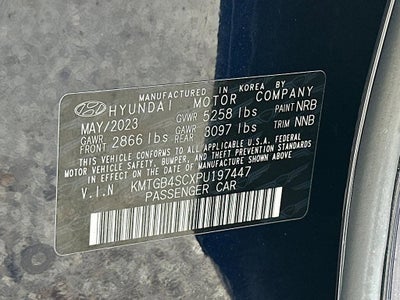 MANUFACTURED IN KOREA BY
HYUNDAI MOTOR COMPANY
MAY/2023 GVWR 5258 lbs PAINT NRB
GAWR FRONT 2866 lbs GAWR REAR 3097 lbs TRIM NNB
THIS VEHICLE CONFORMS TO ALL APPLICABLE U.S.A. FEDERAL
MOTOR VEHICLE SAFETY, BUMPER, AND THEFT PREVENTION STANDARDS
IN EFFECT ON THE DATE OF MANUFACTURE SHOWN ABOVE.
V.I.N KMTGB4SCXPU197447
PASSENGER CAR